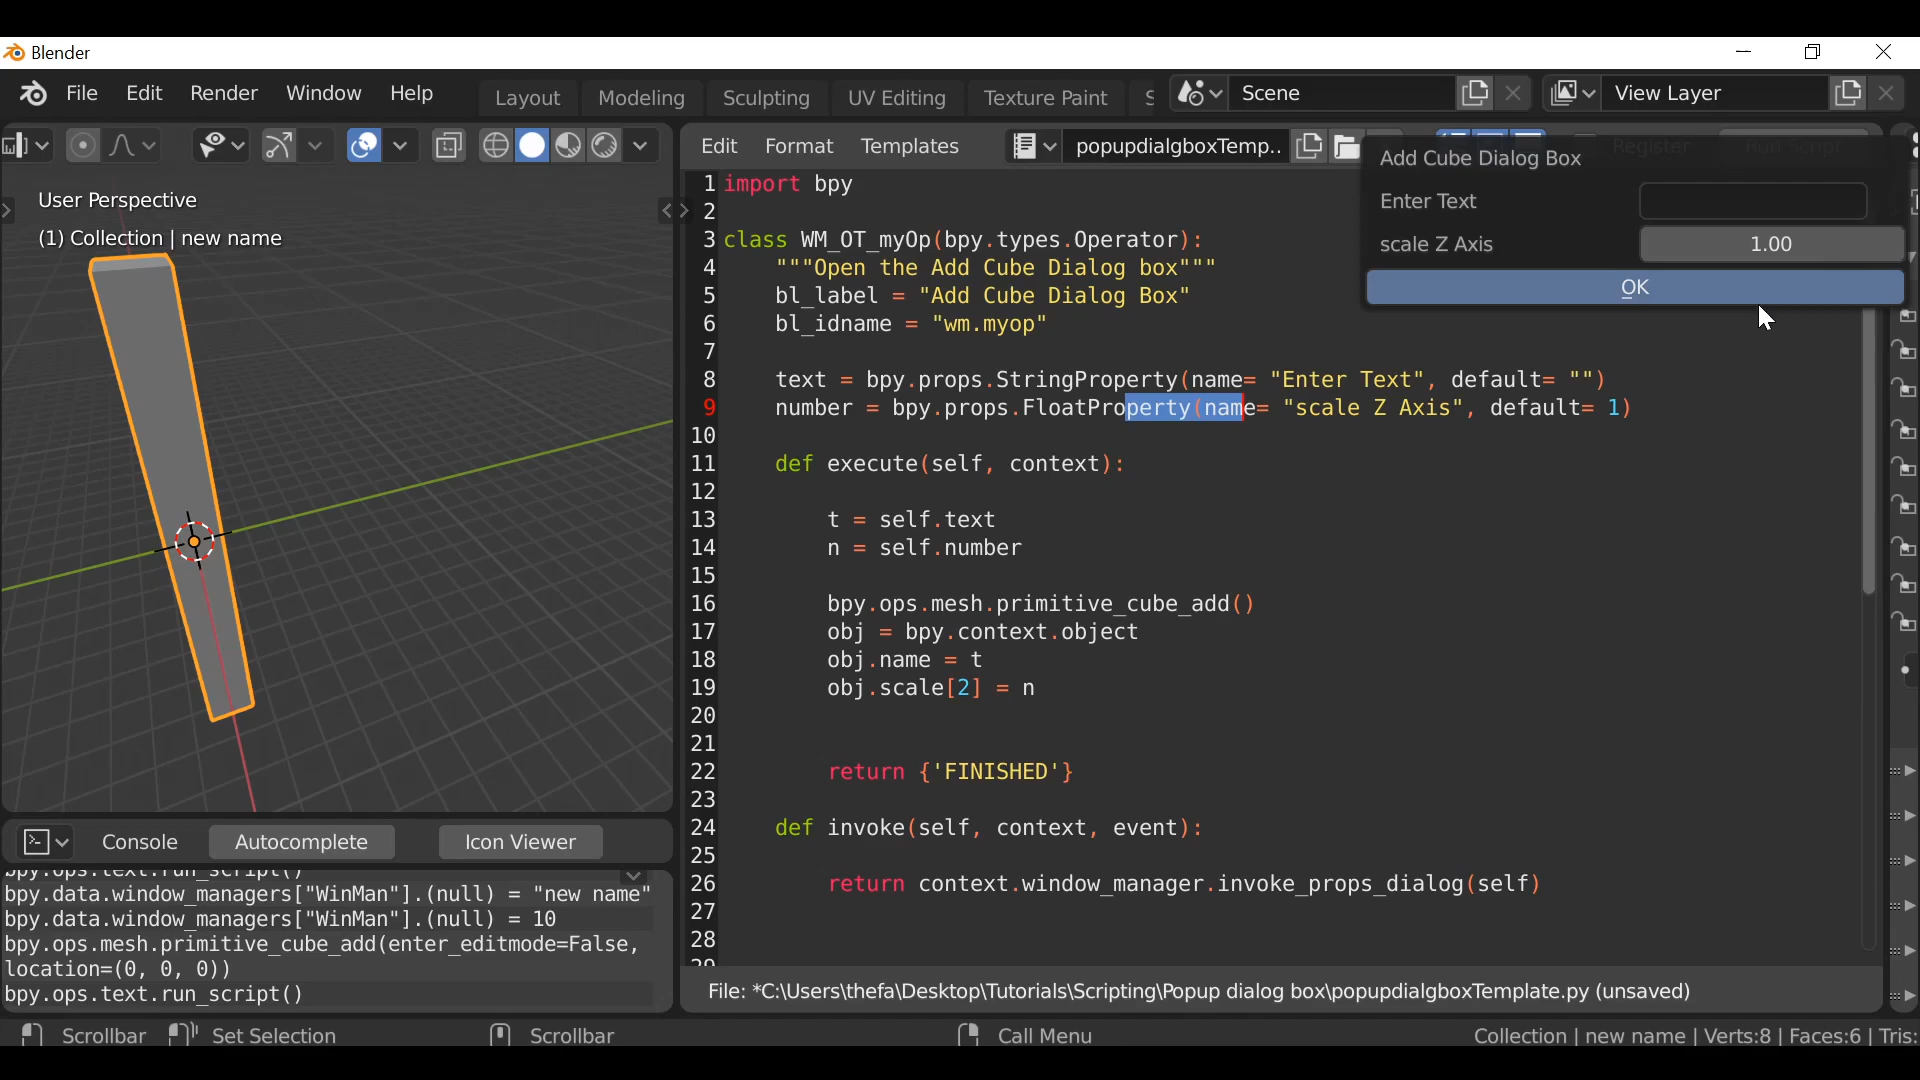 Blender
File Edit Render Window Help Layout Modeling Sculpting UV Editing Texture Paint S Scene View Layer
User Perspective
(1) Collection | new name
Edit Format Templates popupdialgboxTemp.. Register Run Script
Add Cube Dialog Box
Enter Text
scale Z Axis 1.00
OK
1 import bpy
2
3 class WM_OT_myOp(bpy.types.Operator):
4 """Open the Add Cube Dialog box"""
5 bl_label = "Add Cube Dialog Box"
6 bl_idname = "wm.myop"
7
8 text = bpy.props.StringProperty(name= "Enter Text", default= "")
9 number = bpy.props.FloatProperty(name= "scale Z Axis", default= 1)
10
11 def execute(self, context):
12
13 t = self.text
14 n = self.number
15
16 bpy.ops.mesh.primitive_cube_add()
17 obj = bpy.context.object
18 obj.name = t
19 obj.scale[2] = n
20
21
22 return {'FINISHED'}
23
24 def invoke(self, context, event):
25
26 return context.window_manager.invoke_props_dialog(self)
27
28
29
Console Autocomplete Icon Viewer
bpy.ops.text.run_script()
bpy.data.window_managers["WinMan"].(null) = "new name"
bpy.data.window_managers["WinMan"].(null) = 10
bpy.ops.mesh.primitive_cube_add(enter_editmode=False,
location=(0, 0, 0))
bpy.ops.text.run_script()
File: *C:\Users\thefa\Desktop\Tutorials\Scripting\Popup dialog box\popupdialgboxTemplate.py (unsaved)
Scrollbar Set Selection Scrollbar Call Menu Collection | new name | Verts:8 | Faces:6 | Tris: